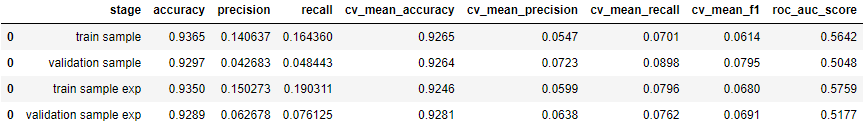 stage accuracy precision recall cv_mean_accuracy cv_mean_precision cv_mean_recall cv_mean_f1 roc_auc_score
0 train sample 0.9365 0.140637 0.164360 0.9265 0.0547 0.0701 0.0614 0.5642
0 validation sample 0.9297 0.042683 0.048443 0.9264 0.0723 0.0898 0.0795 0.5048
0 train sample exp 0.9350 0.150273 0.190311 0.9246 0.0599 0.0796 0.0680 0.5759
0 validation sample exp 0.9289 0.062678 0.076125 0.9281 0.0638 0.0762 0.0691 0.5177